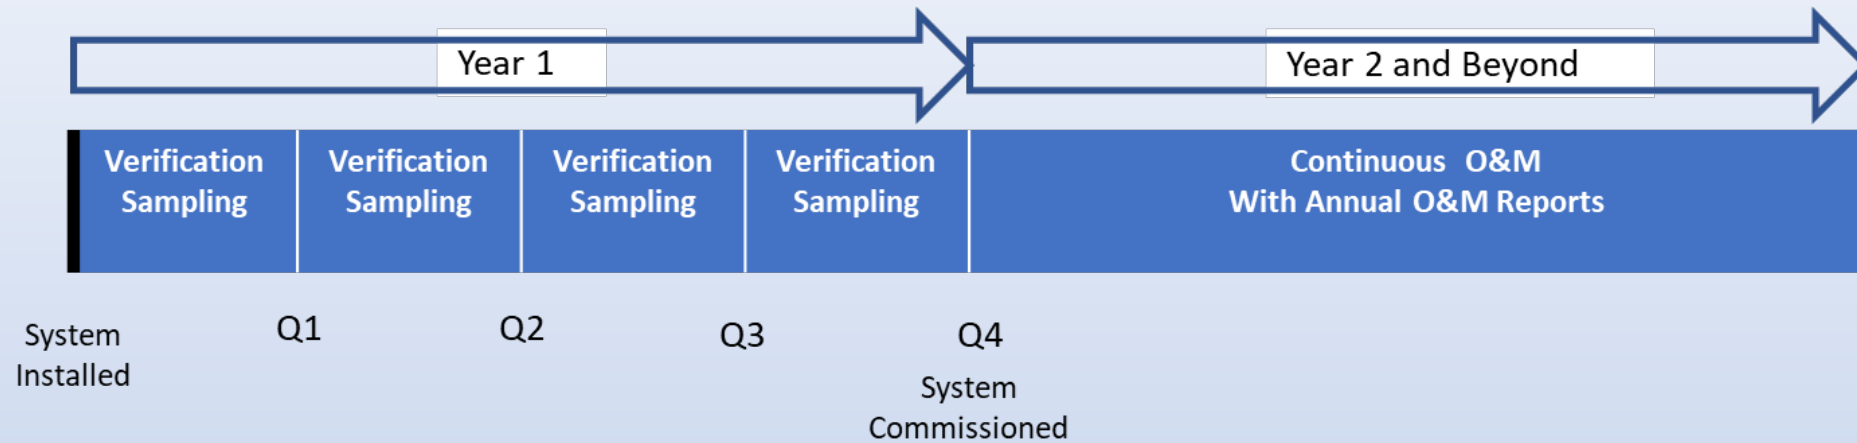 Year 1
Year 2 and Beyond
Verification
Sampling
Verification
Sampling
Verification
Sampling
Verification
Sampling
Continuous O&M
With Annual O&M Reports
System
Installed
Q1
Q2
Q3
Q4
System
Commissioned